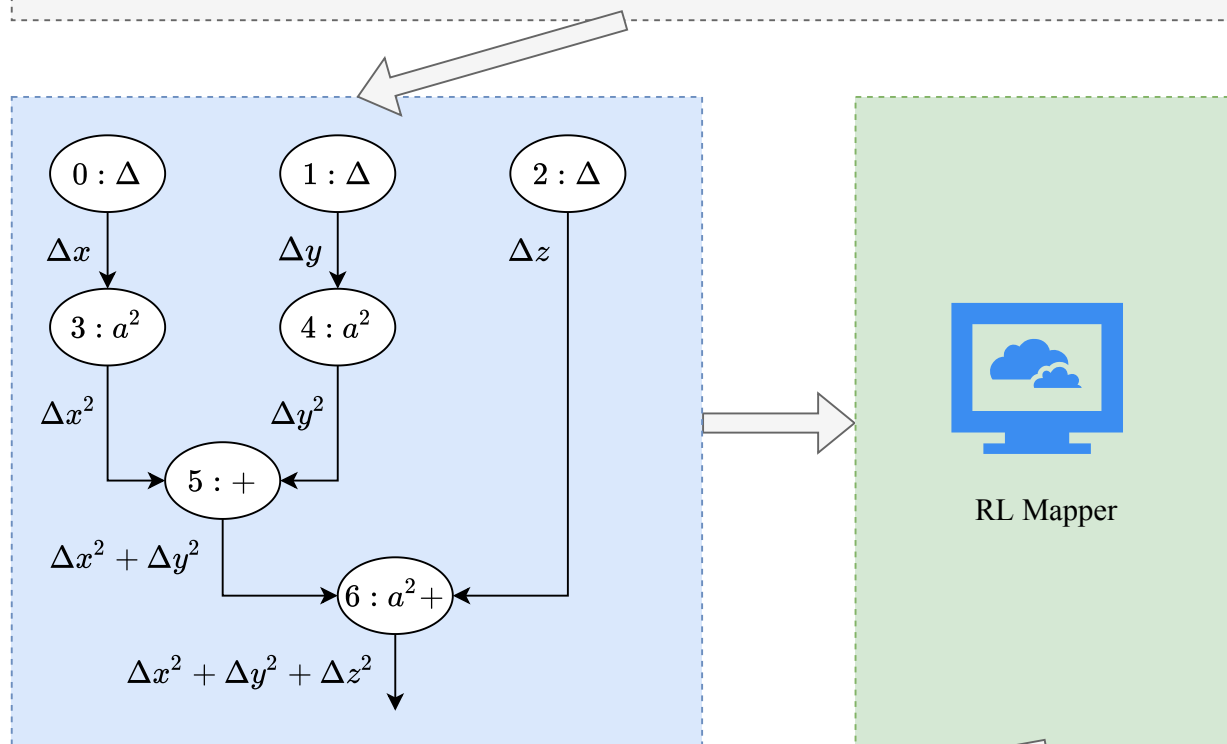 0 : Δ
1 : Δ
2 : Δ
Δx
Δy
Δz
3 : a²
4 : a²
Δx²
Δy²
5 : +
Δx² + Δy²
6 : a²+
Δx² + Δy² + Δz²
RL Mapper